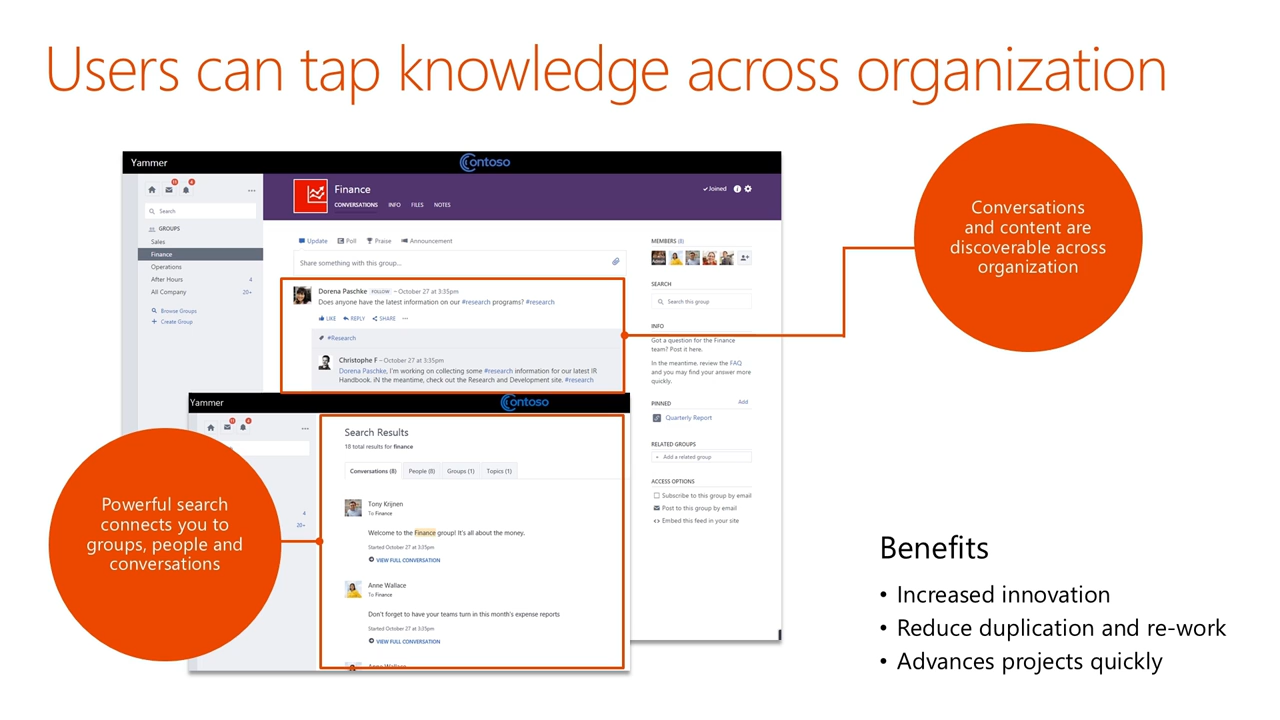 Users can tap knowledge across organization
Yammer
Contoso
Finance
CONVERSATIONS INFO FILES NOTES
Joined
Search
GROUPS
Sales
Finance
Operations
After Hours 4
All Company 20+
Browse Groups
+ Create Group
Update Poll Praise Announcement
Share something with this group...
Dorena Paschke FOLLOW – October 27 at 3:35pm
Does anyone have the latest information on our #research programs? #research
LIKE REPLY SHARE ...
#Research
Christophe F – October 27 at 3:35pm
Dorena Paschke, I'm working on collecting some #research information for our latest IR
Handbook. iN the meantime, check out the Research and Development site. #research
MEMBERS (8)
SEARCH
Search this group
INFO
Got a question for the Finance
team? Post it here.
In the meantime. review the FAQ
and you may find your answer more
quickly.
PINNED Add
Quarterly Report
RELATED GROUPS
+ Add a related group
ACCESS OPTIONS
Subscribe to this group by email
Post to this group by email
Embed this feed in your site
Conversations
and content are
discoverable across
organization
Yammer
Contoso
4
20+
Search Results
18 total results for finance
Conversations (8) People (8) Groups (1) Topics (1)
Tony Krijnen
To Finance
Welcome to the Finance group! It's all about the money.
Started October 27 at 3:35pm
VIEW FULL CONVERSATION
Anne Wallace
To Finance
Don't forget to have your teams turn in this month's expense reports
Started October 27 at 3:35pm
VIEW FULL CONVERSATION
Anne Wallace
Powerful search
connects you to
groups, people and
conversations
Benefits
• Increased innovation
• Reduce duplication and re-work
• Advances projects quickly